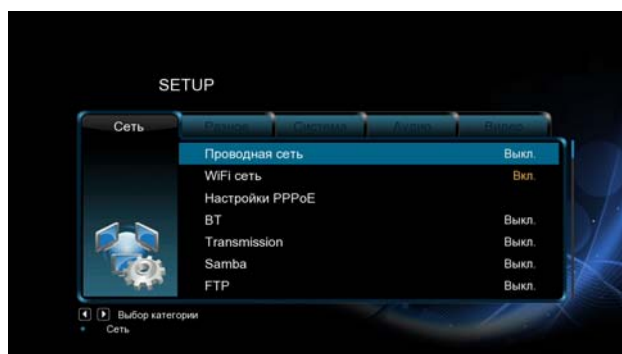 SETUP
Сеть Разное Система Аудио Видео
Проводная сеть Выкл.
WiFi сеть Вкл.
Настройки PPPoE
BT Выкл.
Transmission Выкл.
Samba Выкл.
FTP Выкл.
Выбор категории
Сеть